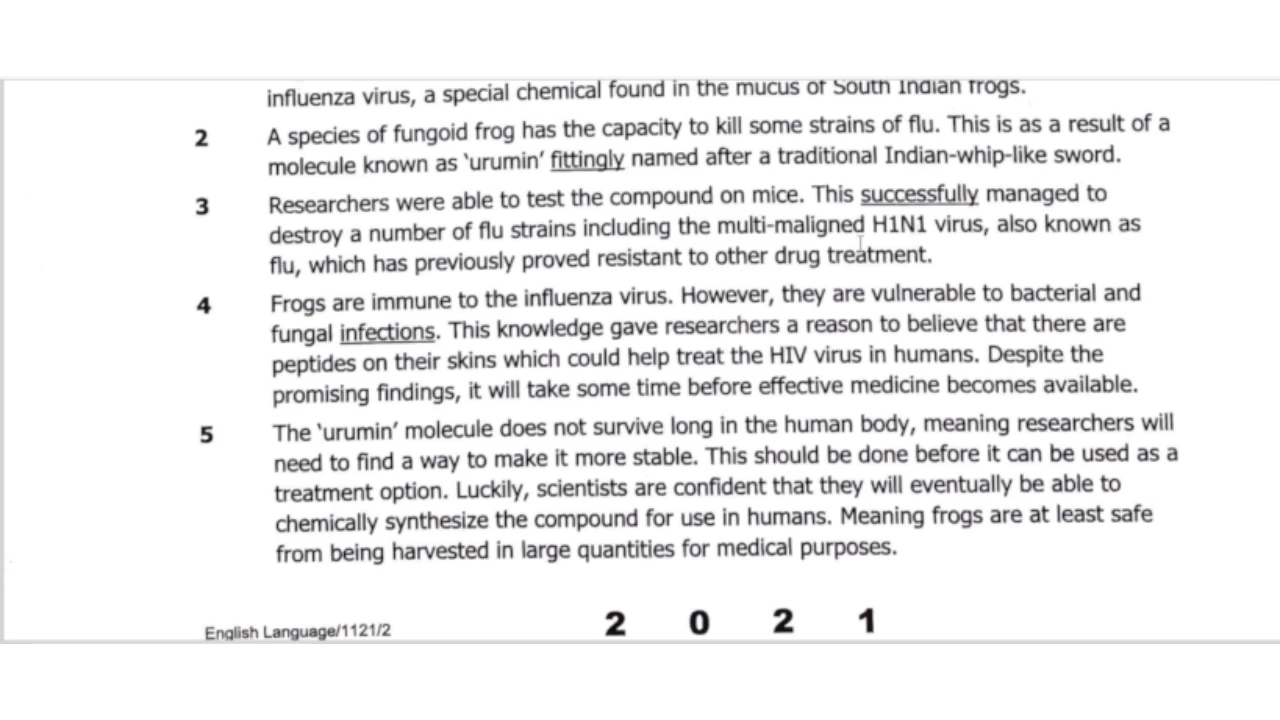 influenza virus, a special chemical found in the mucus of South Indian frogs.
2 A species of fungoid frog has the capacity to kill some strains of flu. This is as a result of a
molecule known as 'urumin' fittingly named after a traditional Indian-whip-like sword.
3 Researchers were able to test the compound on mice. This successfully managed to
destroy a number of flu strains including the multi-maligned H1N1 virus, also known as
flu, which has previously proved resistant to other drug treatment.
4 Frogs are immune to the influenza virus. However, they are vulnerable to bacterial and
fungal infections. This knowledge gave researchers a reason to believe that there are
peptides on their skins which could help treat the HIV virus in humans. Despite the
promising findings, it will take some time before effective medicine becomes available.
5 The 'urumin' molecule does not survive long in the human body, meaning researchers will
need to find a way to make it more stable. This should be done before it can be used as a
treatment option. Luckily, scientists are confident that they will eventually be able to
chemically synthesize the compound for use in humans. Meaning frogs are at least safe
from being harvested in large quantities for medical purposes.
English Language/1121/2 2 0 2 1